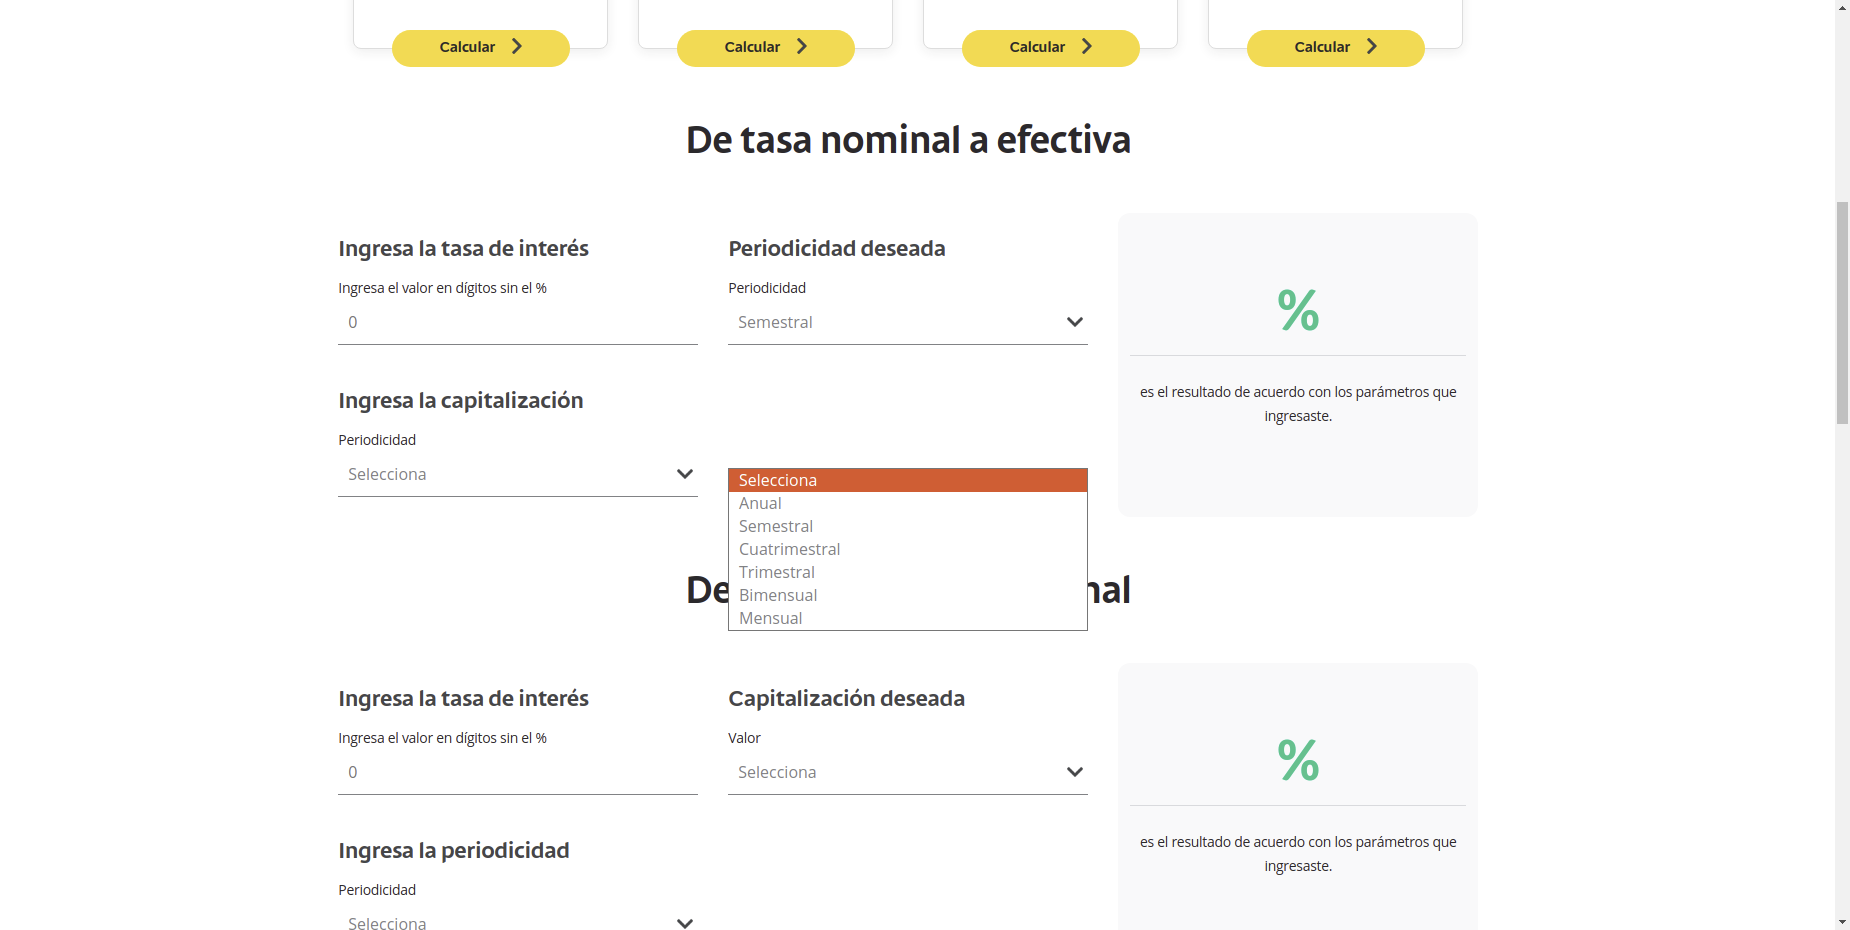 Calcular
Calcular
Calcular
Calcular
De tasa nominal a efectiva
Ingresa la tasa de interés
Ingresa el valor en dígitos sin el %
0
Periodicidad deseada
Periodicidad
Semestral
%
es el resultado de acuerdo con los parámetros que
ingresaste.
Ingresa la capitalización
Periodicidad
Selecciona
Selecciona
Anual
Semestral
Cuatrimestral
Trimestral
Bimensual
Mensual
De
Ingresa la tasa de interés
Ingresa el valor en dígitos sin el %
0
Capitalización deseada
Valor
Selecciona
%
es el resultado de acuerdo con los parámetros que
ingresaste.
Ingresa la periodicidad
Periodicidad
Selecciona